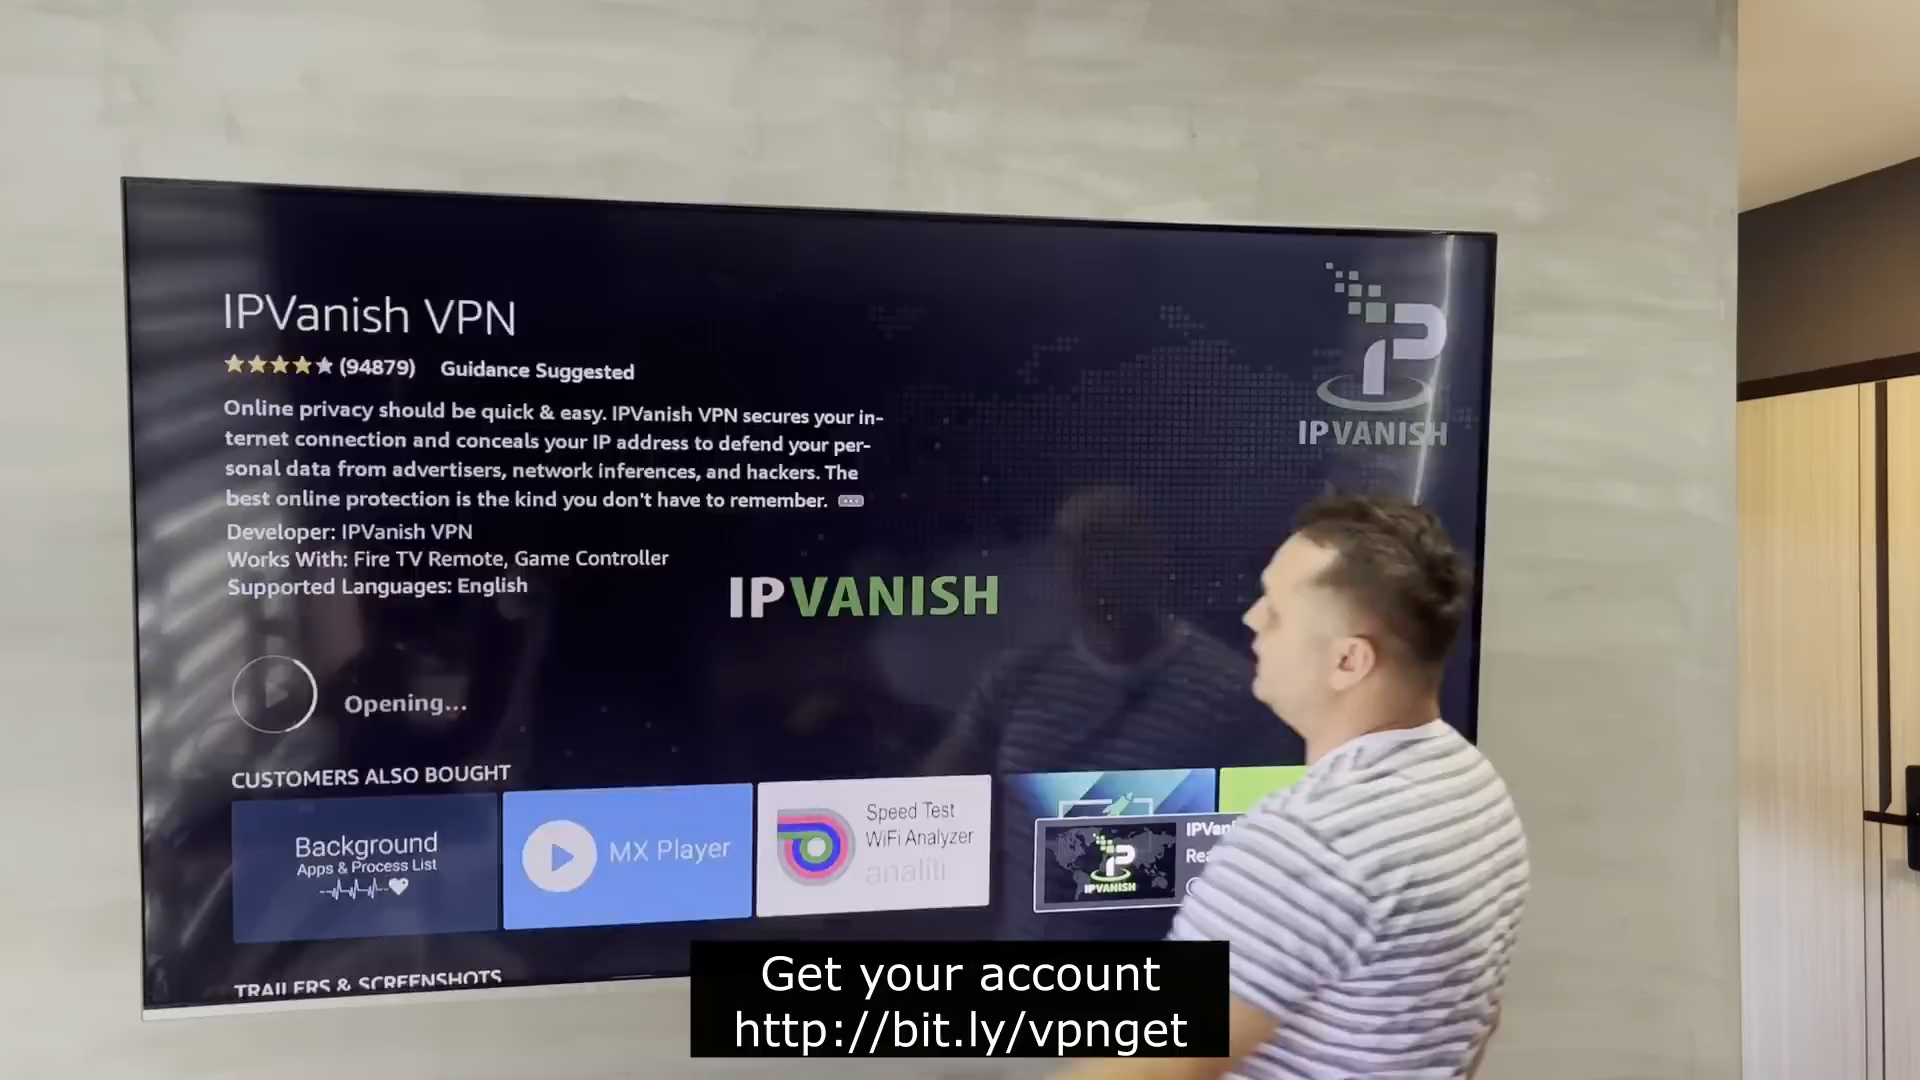 IPVanish VPN
(94879) Guidance Suggested
Online privacy should be quick & easy. IPVanish VPN secures your in-
ternet connection and conceals your IP address to defend your per-
sonal data from advertisers, network inferences, and hackers. The
best online protection is the kind you don't have to remember.
Developer: IPVanish VPN
Works With: Fire TV Remote, Game Controller
Supported Languages: English
IPVANISH
IPVANISH
Opening...
CUSTOMERS ALSO BOUGHT
Background
Apps & Process List
MX Player
Speed Test
WiFi Analyzer
analiti
IPVANISH
TRAILERS & SCREENSHOTS
Get your account
http://bit.ly/vpnget